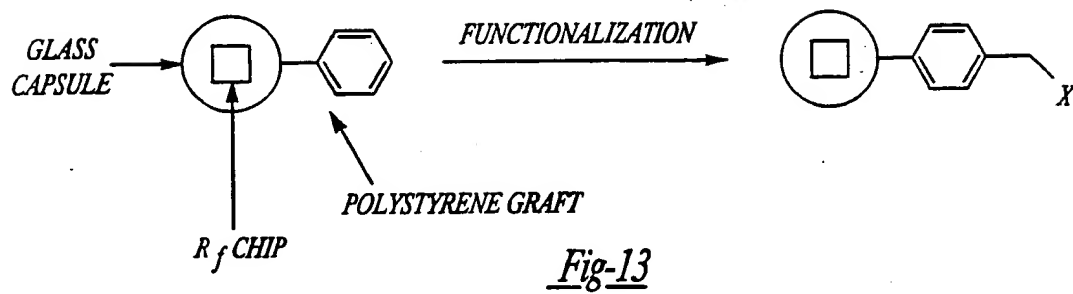 GLASS
CAPSULE
FUNCTIONALIZATION
X
POLYSTYRENE GRAFT
R f CHIP
Fig-13